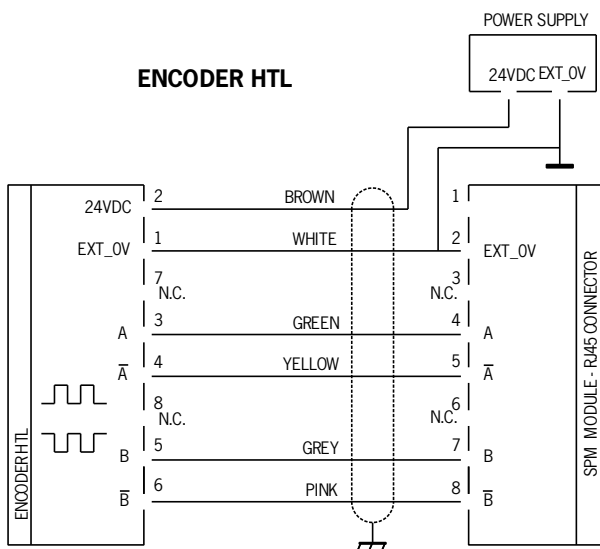 POWER SUPPLY
24VDC EXT_0V
ENCODER HTL
24VDC 2 BROWN 1
EXT_0V 1 WHITE 2 EXT_0V
7 3
N.C. N.C.
A 3 GREEN 4 A
A̅ 4 YELLOW 5 A̅
8 6
N.C. N.C.
B 5 GREY 7 B
B̅ 6 PINK 8 B̅
ENCODER HTL
SPM MODULE - RJ45 CONNECTOR